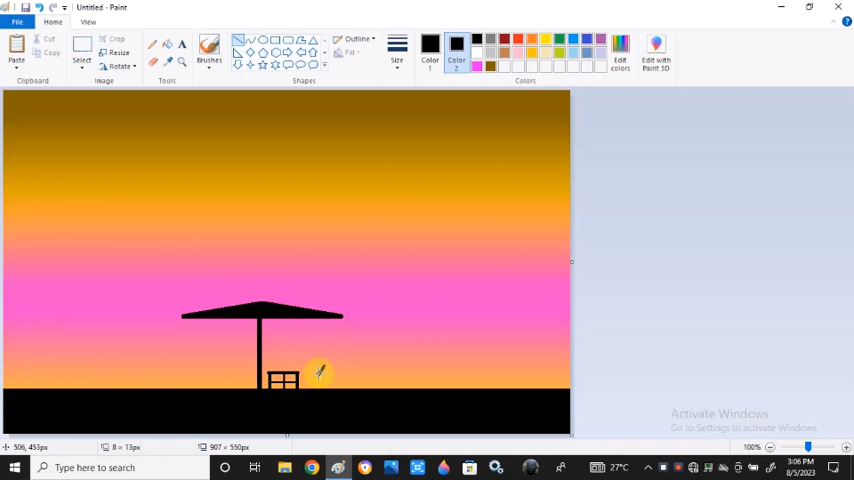 Untitled - Paint
File
Home
View
Cut
Copy
Paste
Clipboard
Crop
Resize
Rotate
Select
Image
A
Tools
Brushes
Outline
Fill
Shapes
Size
Color 1
Color 2
Edit colors
Colors
Edit with Paint 3D
Activate Windows
Go to Settings to activate Windows.
506, 453px
8 × 13px
907 × 550px
100%
Type here to search
27°C
3:06 PM
8/5/2023